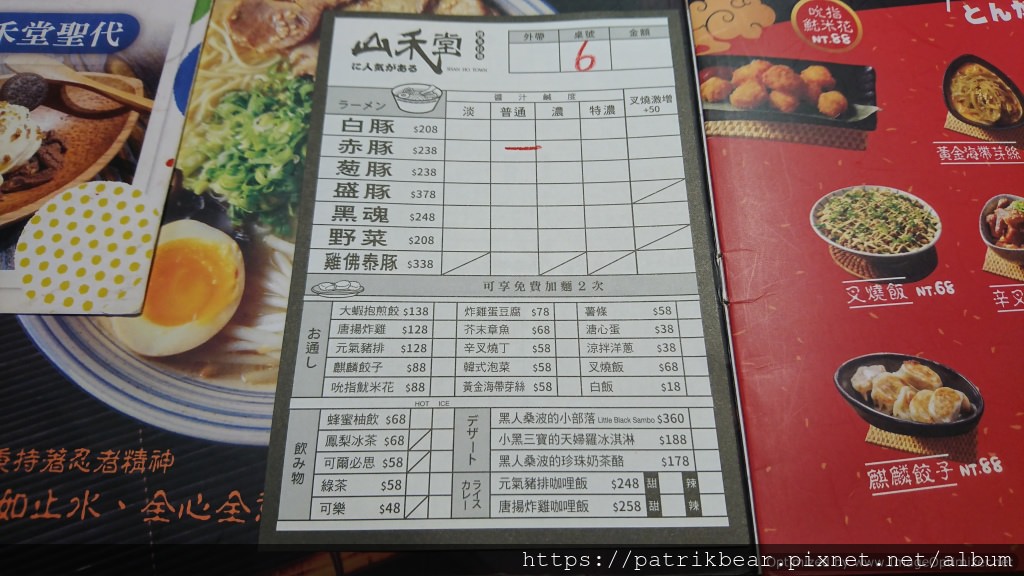 禾堂聖代
山禾堂
に人気がある
外帶 桌號 金額
6
ラーメン
醬汁鹹度
淡 普通 濃 特濃 叉燒激增 +50
白豚 $208
赤豚 $238
葱豚 $238
盛豚 $378
黑魂 $248
野菜 $208
雞佛泰豚 $338
可享免費加麵2次
お通し
大蝦抱煎餃 $138 炸雞蛋豆腐 $78 薯條 $58
唐揚炸雞 $128 芥末章魚 $68 溏心蛋 $38
元氣豬排 $128 辛叉燒丁 $58 涼拌洋蔥 $38
麒麟餃子 $88 韓式泡菜 $58 叉燒飯 $68
吮指魷米花 $88 黃金海帶芽絲 $58 白飯 $18
HOT ICE
飲み物
蜂蜜柚飲 $68
鳳梨冰茶 $68
可爾必思 $58
綠茶 $58
可樂 $48
デザート
黑人桑波的小部落 Little Black Sambo $360
小黑三寶的天婦羅冰淇淋 $188
黑人桑波的珍珠奶茶酪 $178
ライスカレー
元氣豬排咖哩飯 $248 甜 辣
唐揚炸雞咖哩飯 $258 甜 辣
吮指魷米花
NT.88
とん
黃金海帶芽絲
叉燒飯 NT.68
辛叉
麒麟餃子 NT.88
秉持著忍者精神
如止水、全心全
https://patrikbear.pixnet.net/album